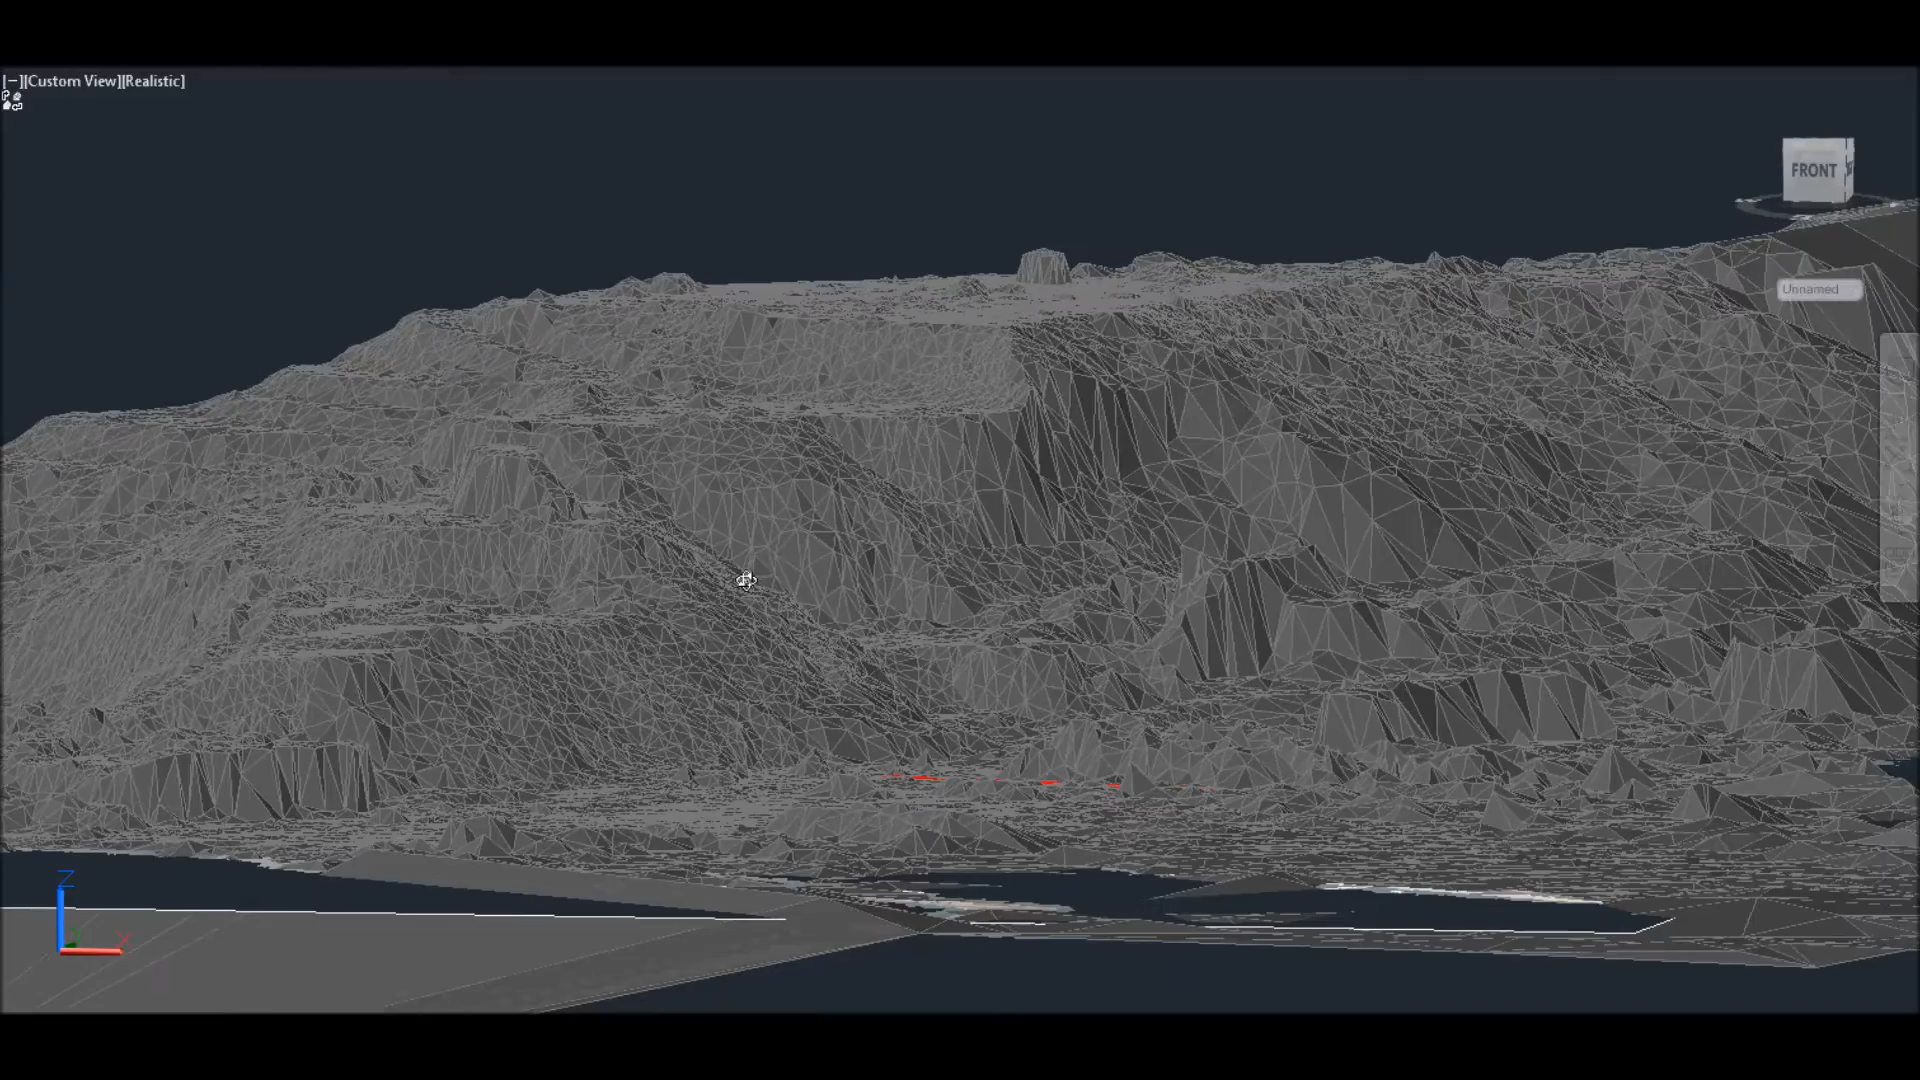 [−][Custom View][Realistic]
FRONT
Unnamed
Z
X